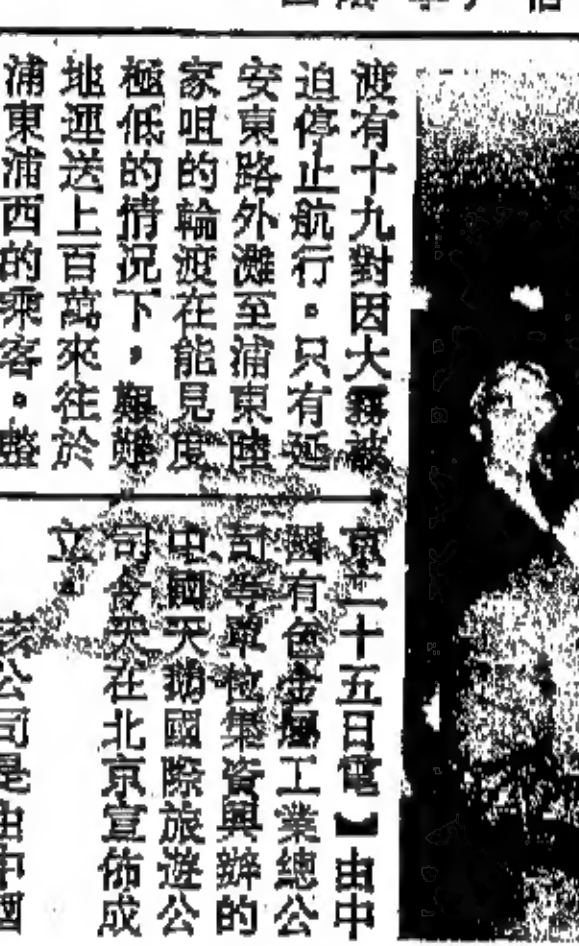 渡有十九對因大霧被
迫停止航行。只有延
安東路外灘至浦東陸
家咀的輪渡在能見度
極低的情況下，艱難
地運送上百萬來往於
浦東浦西的乘客。整
京二十五日電】由中
國有色金屬工業總公
司等單位集資興辦的
中國天鵝國際旅遊公
司今天在北京宣佈成
立。
該公司是由中國